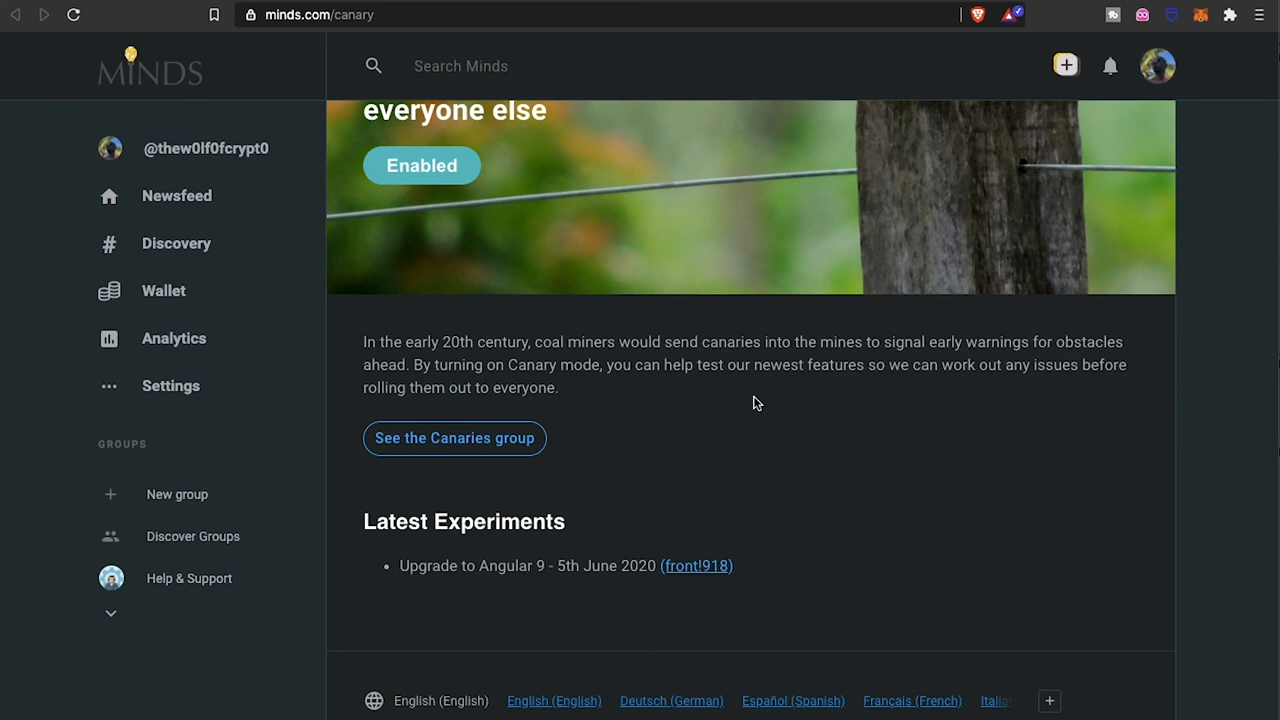 minds.com/canary
MINDS
Search Minds
@thew0lf0fcrypt0
Newsfeed
# Discovery
Wallet
Analytics
Settings
GROUPS
New group
Discover Groups
Help & Support
everyone else
Enabled
In the early 20th century, coal miners would send canaries into the mines to signal early warnings for obstacles
ahead. By turning on Canary mode, you can help test our newest features so we can work out any issues before
rolling them out to everyone.
See the Canaries group
Latest Experiments
• Upgrade to Angular 9 - 5th June 2020 (front!918)
English (English) English (English) Deutsch (German) Español (Spanish) Français (French) Italia